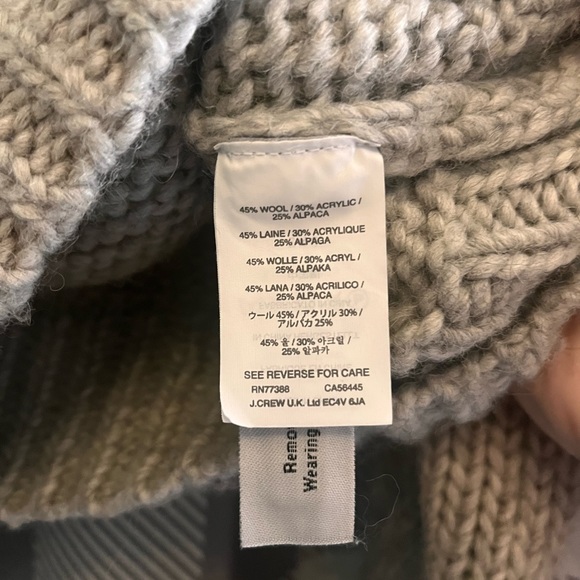 45% WOOL / 30% ACRYLIC /
25% ALPACA
45% LAINE / 30% ACRYLIQUE
25% ALPAGA
45% WOLLE / 30% ACRYL /
25% ALPAKA
45% LANA / 30% ACRILICO /
25% ALPACA
ウール 45% / アクリル 30% /
アルパカ 25%
45% 울 / 30% 아크릴 /
25% 알파카
SEE REVERSE FOR CARE
RN77388 CA56445
J.CREW U.K. Ltd EC4V 6JA
Remo
Wearing